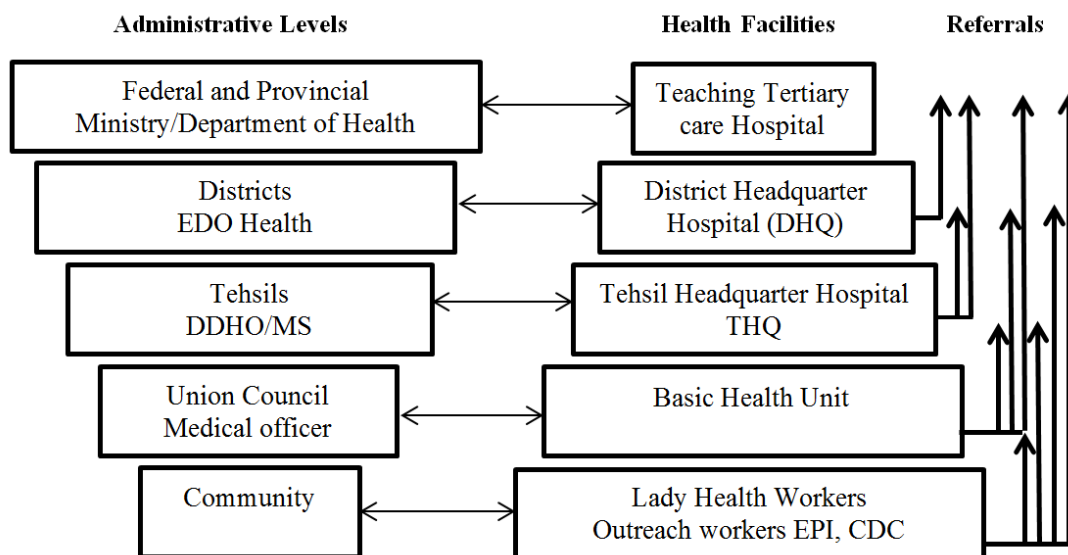 Administrative Levels
Health Facilities
Referrals
Federal and Provincial
Ministry/Department of Health
Teaching Tertiary
care Hospital
Districts
EDO Health
District Headquarter
Hospital (DHQ)
Tehsils
DDHO/MS
Tehsil Headquarter Hospital
THQ
Union Council
Medical officer
Basic Health Unit
Community
Lady Health Workers
Outreach workers EPI, CDC